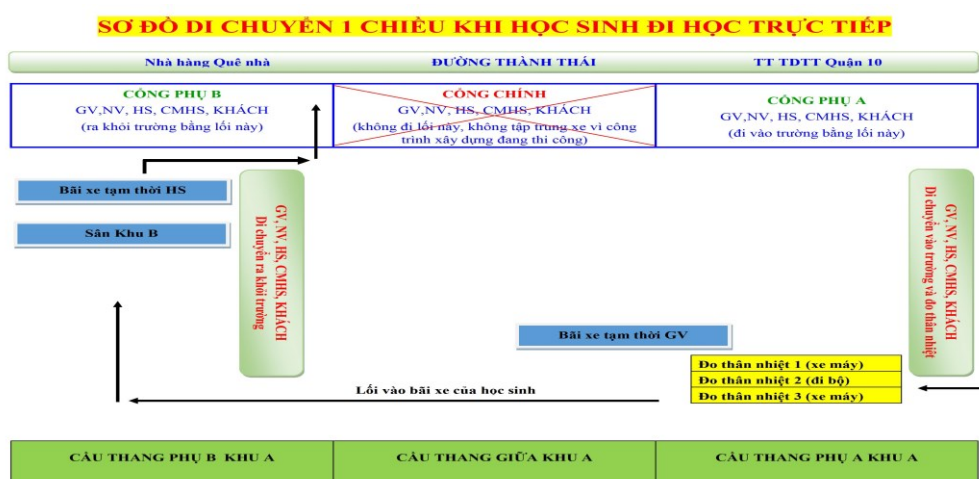 SƠ ĐỒ DI CHUYỂN 1 CHIỀU KHI HỌC SINH ĐI HỌC TRỰC TIẾP
Nhà hàng Quê nhà
ĐƯỜNG THÀNH THÁI
TT TDTT Quận 10
CỔNG PHỤ B
GV,NV, HS, CMHS, KHÁCH
(ra khỏi trường bằng lối này)
CỔNG CHÍNH
GV,NV, HS, CMHS, KHÁCH
(không đi lối này, không tập trung xe vì công
trình xây dựng đang thi công)
CỔNG PHỤ A
GV,NV, HS, CMHS, KHÁCH
(đi vào trường bằng lối này)
Bãi xe tạm thời HS
Sân Khu B
GV, NV, HS, CMHS, KHÁCH
Di chuyển ra khỏi trường
GV, NV, HS, CMHS, KHÁCH
Di chuyển vào trường và đo thân nhiệt
Bãi xe tạm thời GV
Đo thân nhiệt 1 (xe máy)
Đo thân nhiệt 2 (đi bộ)
Đo thân nhiệt 3 (xe máy)
Lối vào bãi xe của học sinh
CẦU THANG PHỤ B KHU A
CẦU THANG GIỮA KHU A
CẦU THANG PHỤ A KHU A